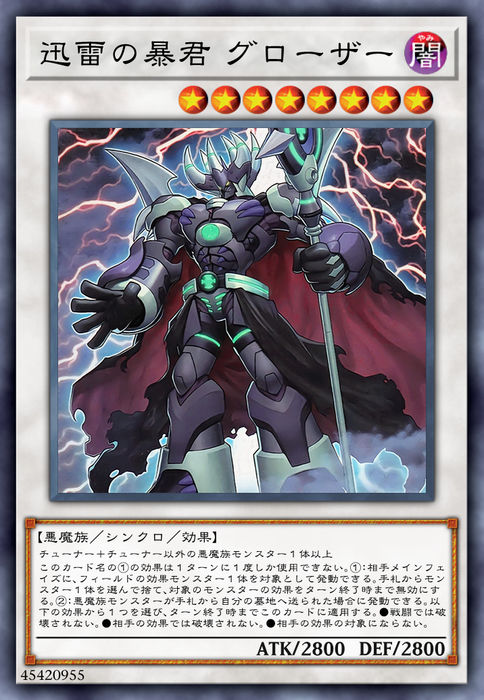 迅雷の暴君 グローザー
やみ
闇
【悪魔族／シンクロ／効果】
チューナー＋チューナー以外の悪魔族モンスター１体以上
このカード名の①の効果は１ターンに１度しか使用できない。①：相手メインフェ
イズに、フィールドの効果モンスター１体を対象として発動できる。手札からモン
スター１体を選んで捨て、対象のモンスターの効果をターン終了時まで無効にす
る。②：悪魔族モンスターが手札から自分の墓地へ送られた場合に発動できる。以
下の効果から１つを選び、ターン終了時までこのカードに適用する。●戦闘では破
壊されない。●相手の効果では破壊されない。●相手の効果の対象にならない。
ATK/2800 DEF/2800
45420955